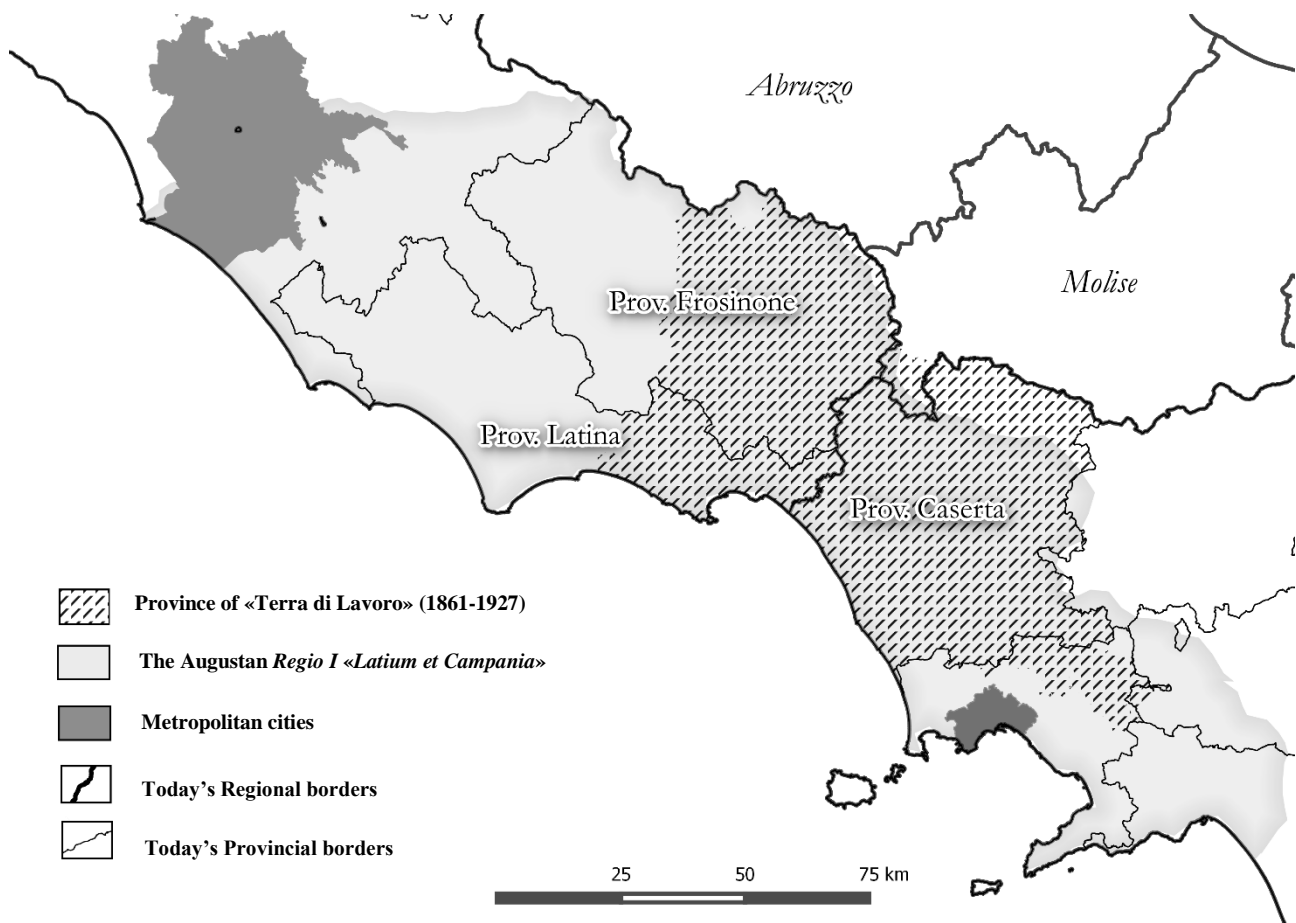 Abruzzo
Molise
Prov. Frosinone
Prov. Latina
Prov. Caserta
Province of «Terra di Lavoro» (1861-1927)
The Augustan Regio I «Latium et Campania»
Metropolitan cities
Today's Regional borders
Today's Provincial borders
25 50 75 km